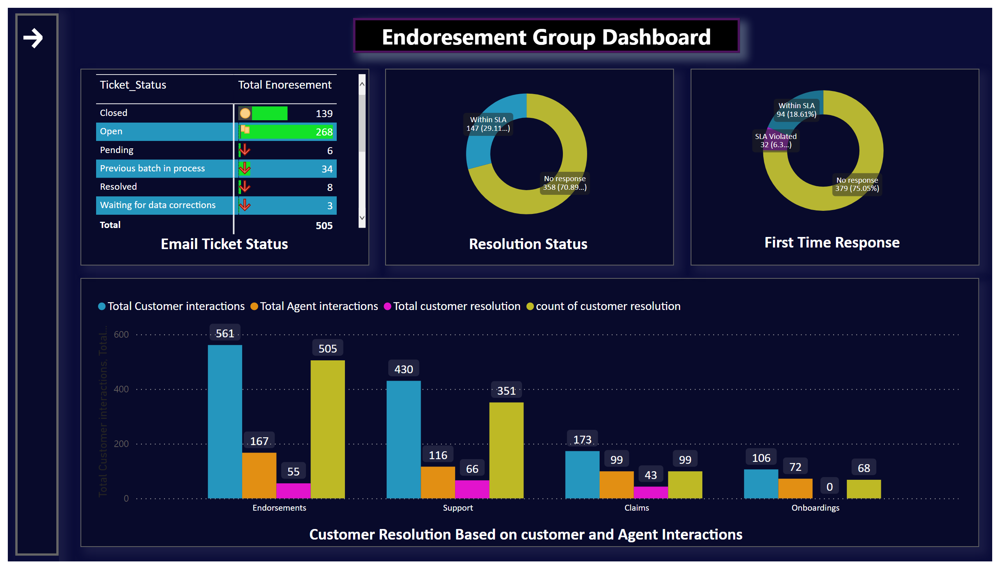 Endoresement Group Dashboard
Ticket_Status Total Enoresement
Closed 139
Open 268
Pending 6
Previous batch in process 34
Resolved 8
Waiting for data corrections 3
Total 505
Email Ticket Status
Within SLA
147 (29.11...)
No response
358 (70.89...)
Resolution Status
Within SLA
94 (18.61%)
SLA Violated
32 (6.3...)
No response
379 (75.05%)
First Time Response
Total Customer interactions Total Agent interactions Total customer resolution count of customer resolution
Total Customer interactions, Total...
600
400
200
0
561 167 55 505
430 116 66 351
173 99 43 99
106 72 0 68
Endorsements Support Claims Onboardings
Customer Resolution Based on customer and Agent Interactions